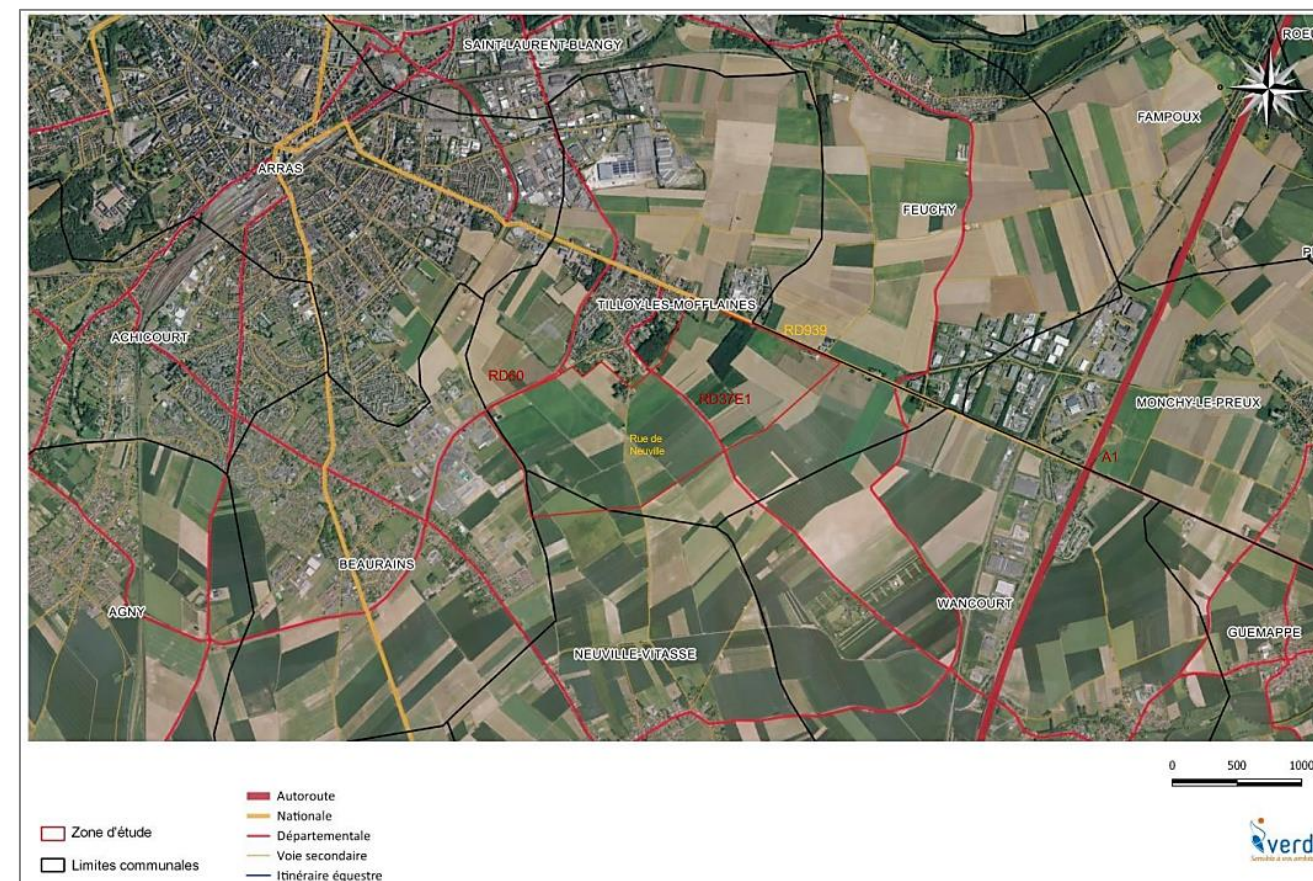 SAINT-LAURENT-BLANGY
FAMPOUX
ARRAS
FEUCHY
TILLOY-LES-MOFFLAINES
RD939
ACHICOURT
RD60
RD37E1
MONCHY-LE-PREUX
Rue de
Neuville
A1
BEAURAINS
AGNY
WANCOURT
GUEMAPPE
NEUVILLE-VITASSE
0 500 1000
Autoroute
Nationale
Zone d'étude
Départementale
Voie secondaire
Limites communales
Itinéraire équestre
verd